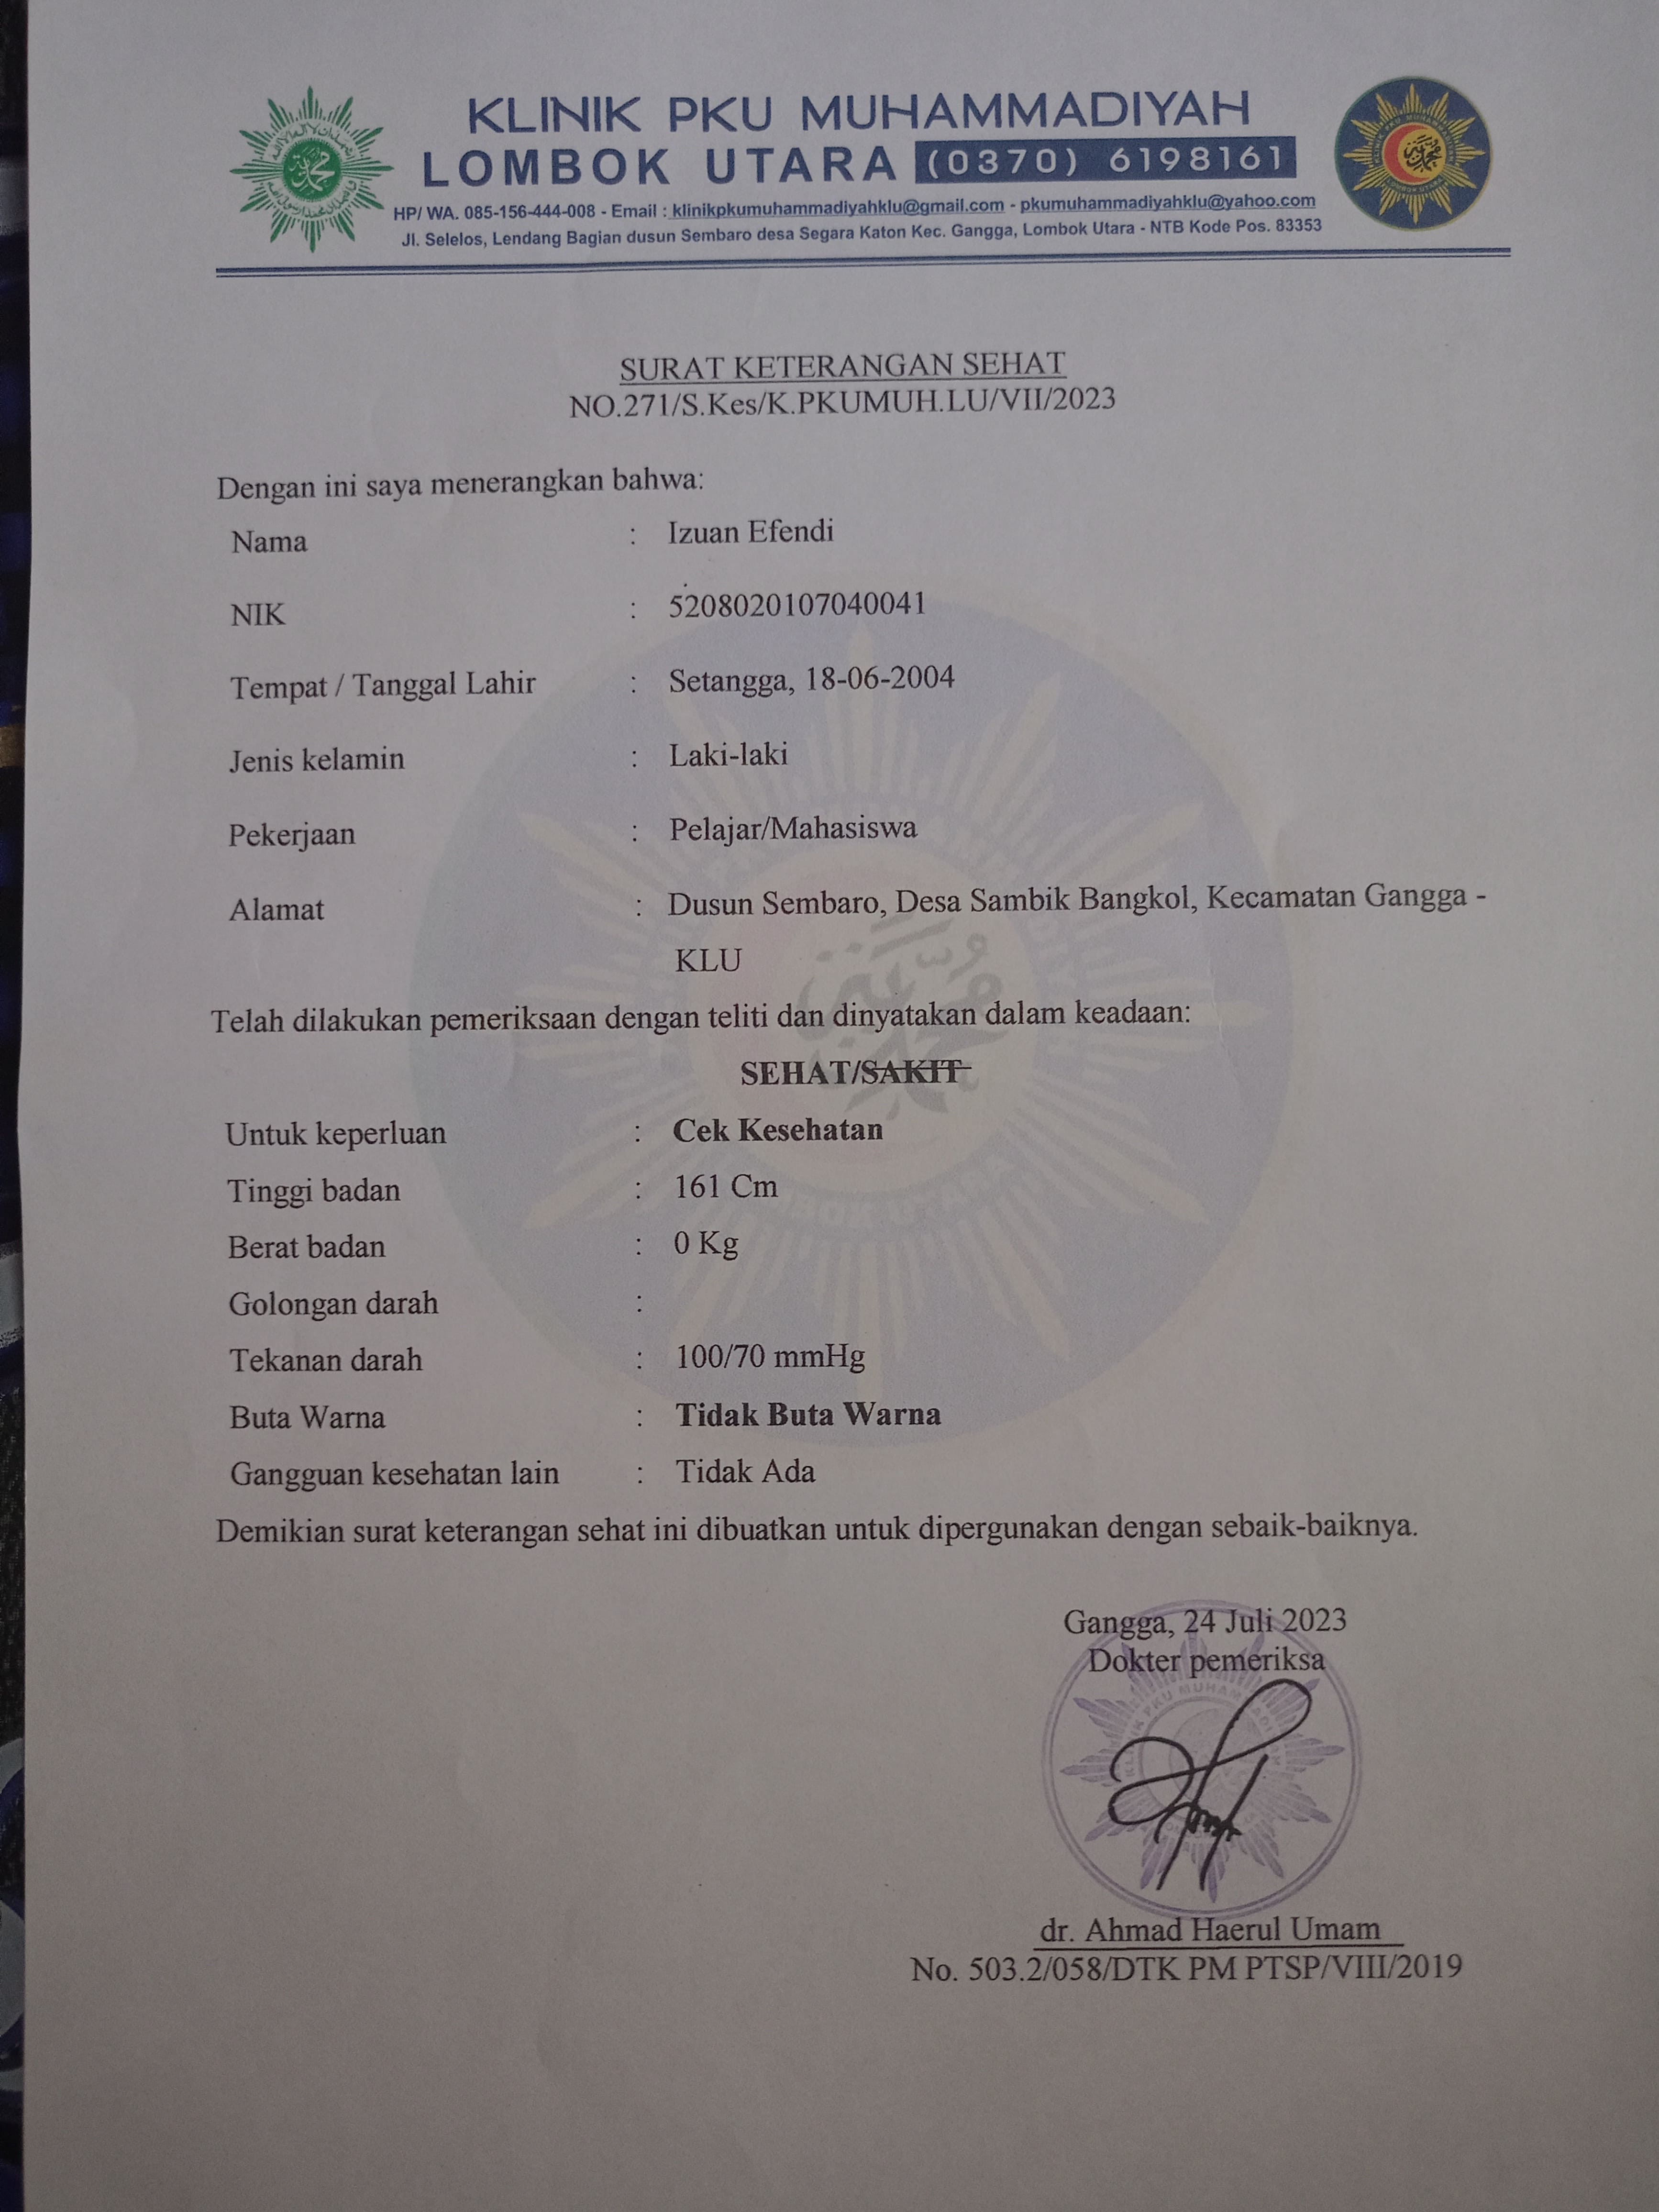 KLINIK PKU MUHAMMADIYAH
LOMBOK UTARA (0370) 6198161
HP/ WA. 085-156-444-008 - Email : klinikpkumuhammadiyahklu@gmail.com - pkumuhammadiyahklu@yahoo.com
Jl. Selelos, Lendang Bagian dusun Sembaro desa Segara Katon Kec. Gangga, Lombok Utara - NTB Kode Pos. 83353
SURAT KETERANGAN SEHAT
NO.271/S.Kes/K.PKUMUH.LU/VII/2023
Dengan ini saya menerangkan bahwa:
Nama : Izuan Efendi
NIK : 5208020107040041
Tempat / Tanggal Lahir : Setangga, 18-06-2004
Jenis kelamin : Laki-laki
Pekerjaan : Pelajar/Mahasiswa
Alamat : Dusun Sembaro, Desa Sambik Bangkol, Kecamatan Gangga -
KLU
Telah dilakukan pemeriksaan dengan teliti dan dinyatakan dalam keadaan:
SEHAT/SAKIT
Untuk keperluan : Cek Kesehatan
Tinggi badan : 161 Cm
Berat badan : 0 Kg
Golongan darah :
Tekanan darah : 100/70 mmHg
Buta Warna : Tidak Buta Warna
Gangguan kesehatan lain : Tidak Ada
Demikian surat keterangan sehat ini dibuatkan untuk dipergunakan dengan sebaik-baiknya.
Gangga, 24 Juli 2023
Dokter pemeriksa
dr. Ahmad Haerul Umam
No. 503.2/058/DTK PM PTSP/VIII/2019